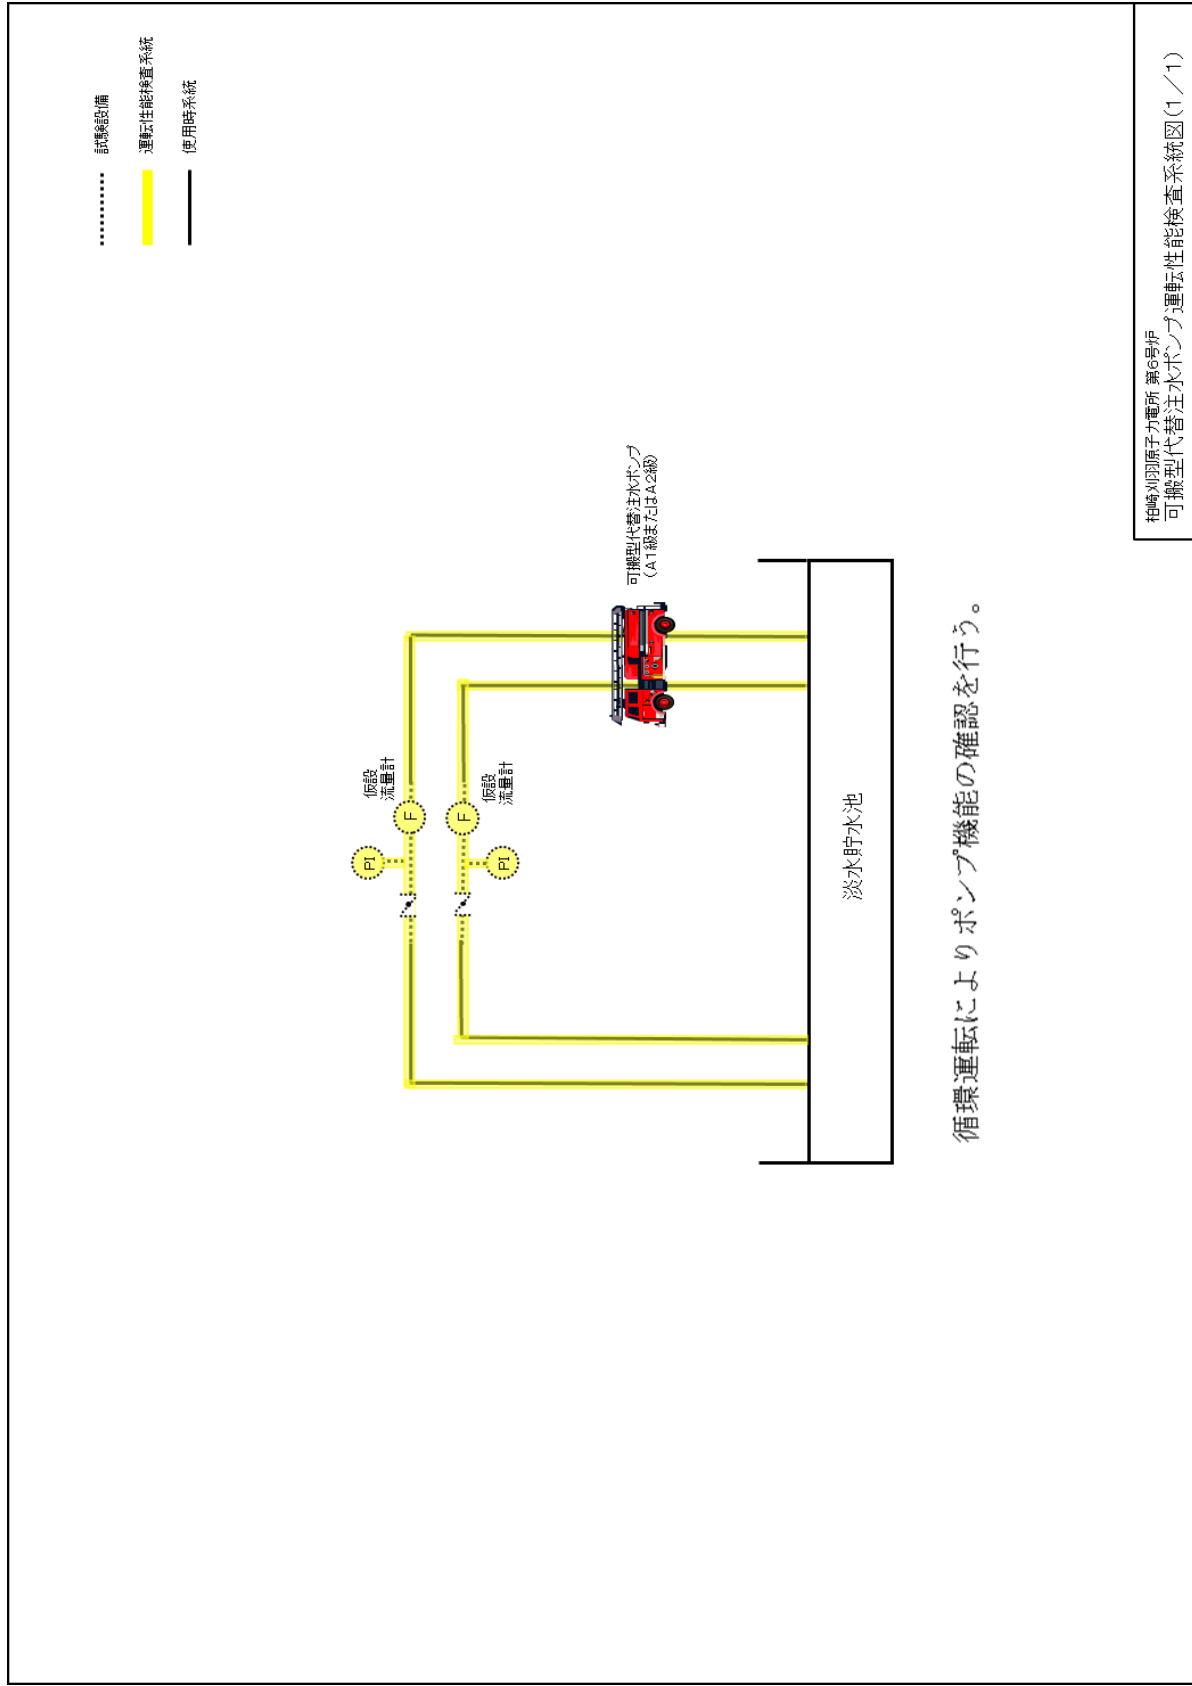 試験設備
運転性能検査系統
使用時系統
仮設
流量計
PI
F
F
仮設
流量計
PI
可搬型代替注水ポンプ
(A1級またはA2級)
淡水貯水池
循環運転によりポンプ機能の確認を行う。
柏崎刈羽原子力電所 第6号炉
可搬型代替注水ポンプ運転性能検査系統図(1/1)